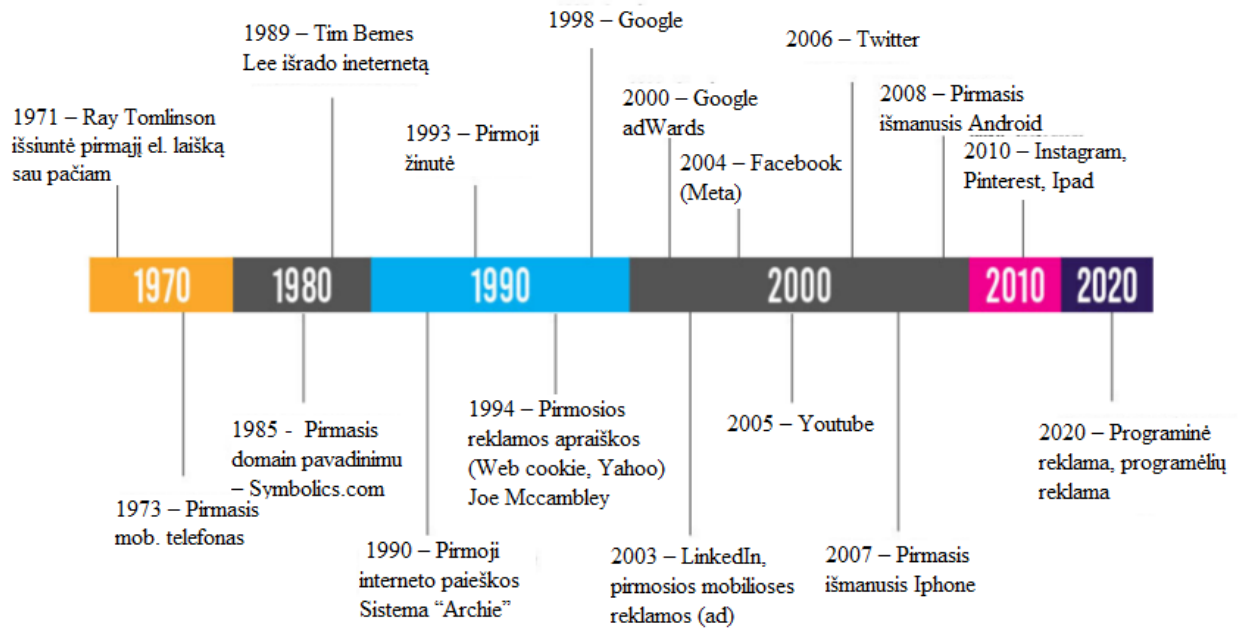 1998 – Google
1989 – Tim Bemes
Lee išrado ineternetą
2006 – Twitter
2000 – Google
adWards
2008 – Pirmasis
išmanusis Android
1971 – Ray Tomlinson
išsiuntė pirmąjį el. laišką
sau pačiam
1993 – Pirmoji
žinutė
2004 – Facebook
(Meta)
2010 – Instagram,
Pinterest, Ipad
1970
1980
1990
2000
2010
2020
1985 - Pirmasis
domain pavadinimu
– Symbolics.com
1994 – Pirmosios
reklamos apraiškos
(Web cookie, Yahoo)
Joe Mccambley
2005 – Youtube
2020 – Programinė
reklama, programėlių
reklama
1973 – Pirmasis
mob. telefonas
1990 – Pirmoji
interneto paieškos
Sistema “Archie”
2003 – LinkedIn,
pirmosios mobilioses
reklamos (ad)
2007 – Pirmasis
išmanusis Iphone